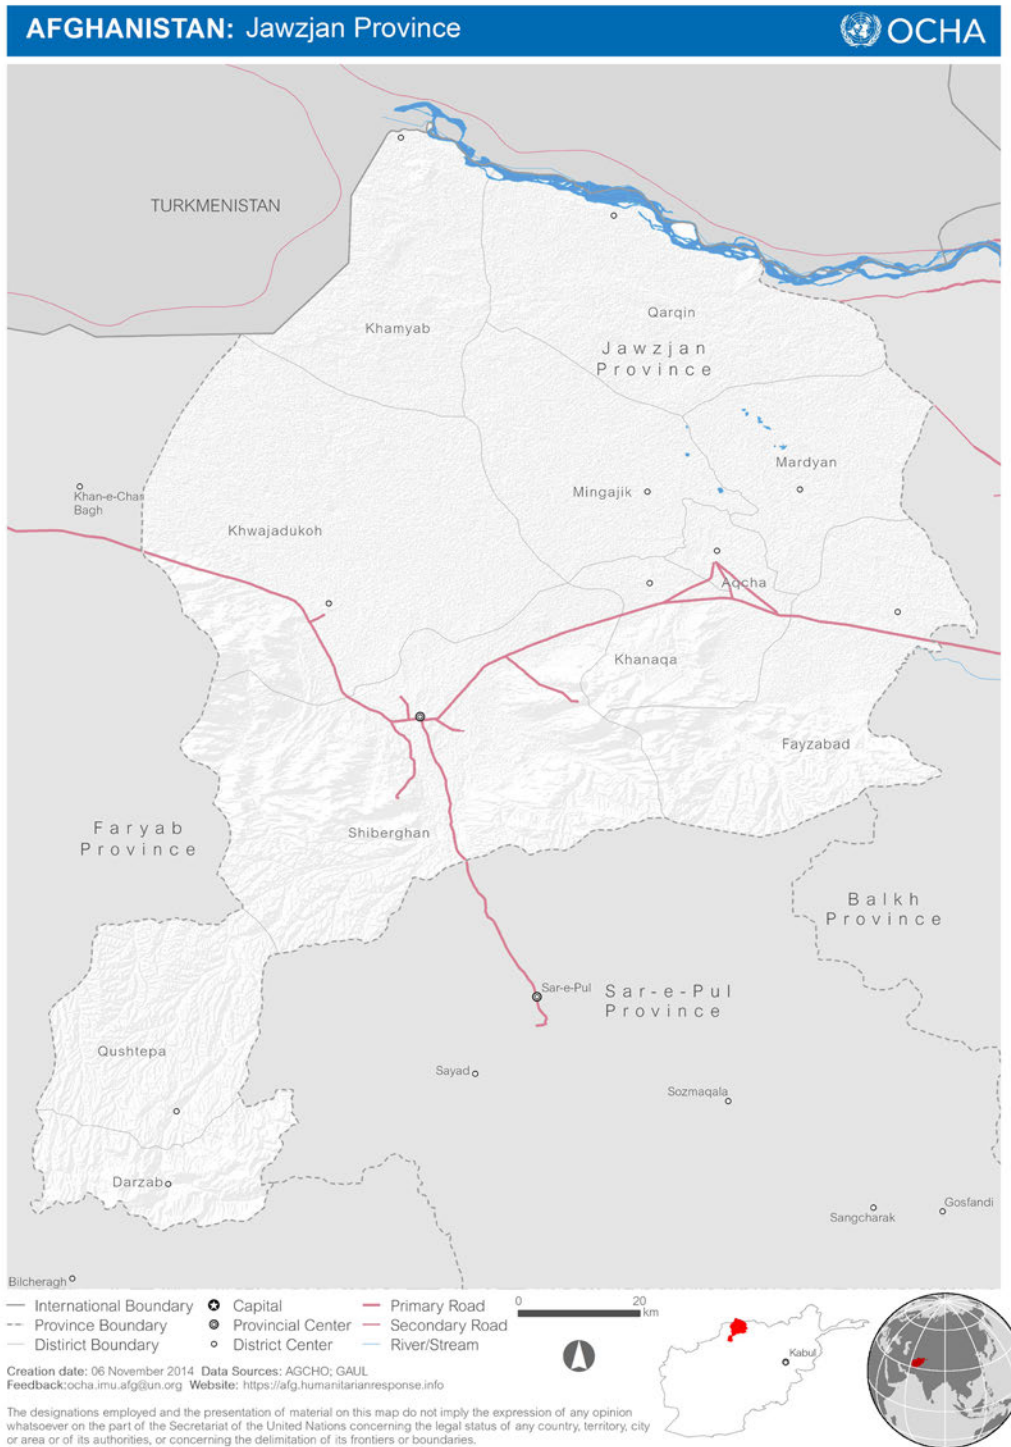 AFGHANISTAN: Jawzjan Province
OCHA
TURKMENISTAN
Qarqin
Khamyab
Jawzjan
Province
Mardyan
Mingajik
Khan-e-Char
Bagh
Khwajadukoh
Aqcha
Khanaqa
Fayzabad
Faryab
Province
Shiberghan
Balkh
Province
Sar-e-Pul
Sar-e-Pul
Province
Qushtepa
Sayad
Sozmaqala
Darzab
Gosfandi
Sangcharak
Bilcheragh
International Boundary
Capital
Primary Road
0 20
km
Province Boundary
Provincial Center
Secondary Road
Distirict Boundary
District Center
River/Stream
Kabul
Creation date: 06 November 2014 Data Sources: AGCHO; GAUL
Feedback:ocha.imu.afg@un.org Website: https://afg.humanitarianresponse.info
The designations employed and the presentation of material on this map do not imply the expression of any opinion
whatsoever on the part of the Secretariat of the United Nations concerning the legal status of any country, territory, city
or area or of its authorities, or concerning the delimitation of its frontiers or boundaries.